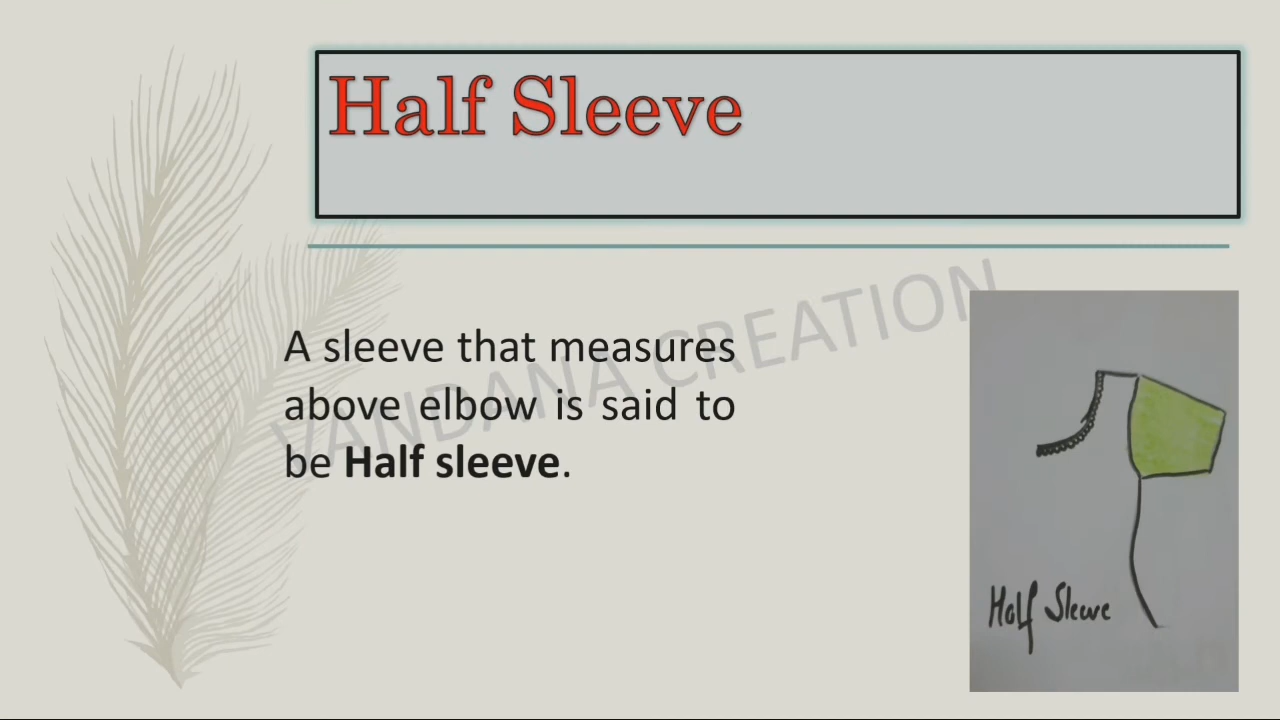 Half Sleeve
A sleeve that measures
above elbow is said to
be Half sleeve.
VANDANA CREATION
Half Sleeve